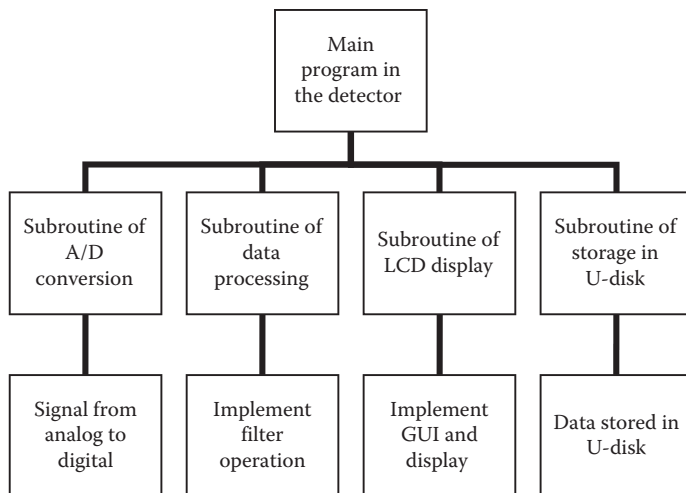 Main
program in
the detector
Subroutine of
A/D
conversion
Subroutine of
data
processing
Subroutine of
LCD display
Subroutine of
storage in
U-disk
Signal from
analog to
digital
Implement
filter
operation
Implement
GUI and
display
Data stored in
U-disk